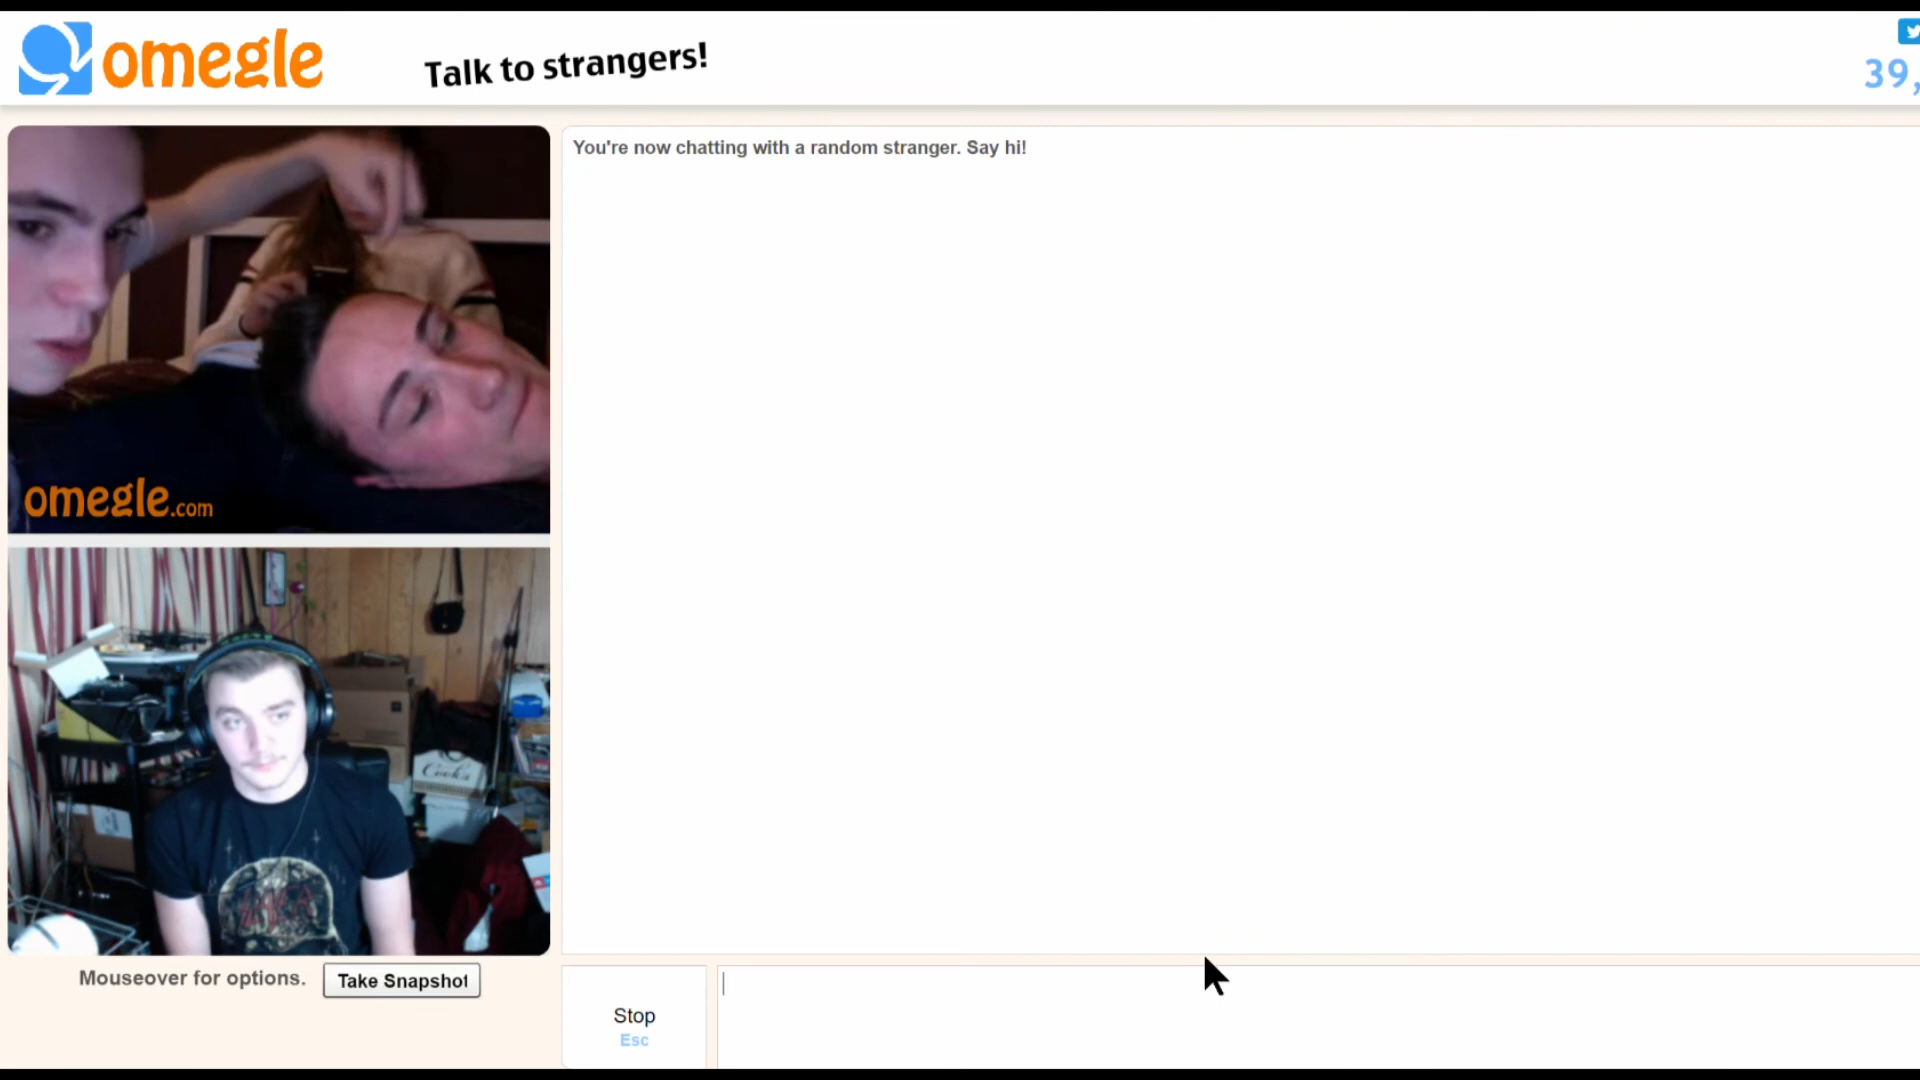 omegle
Talk to strangers!
39,
You're now chatting with a random stranger. Say hi!
omegle.com
Cook's
Mouseover for options.
Take Snapshot
Stop
Esc